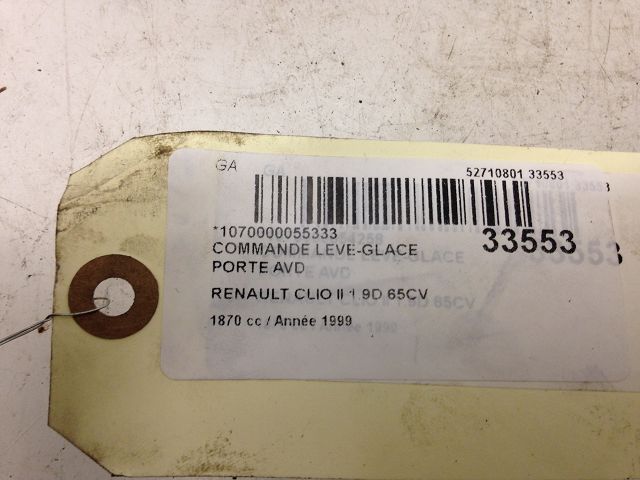 GA
52710801 33553
*1070000055333
33553
COMMANDE LEVE-GLACE
PORTE AVD
RENAULT CLIO II 1 9D 65CV
1870 cc / Année 1999